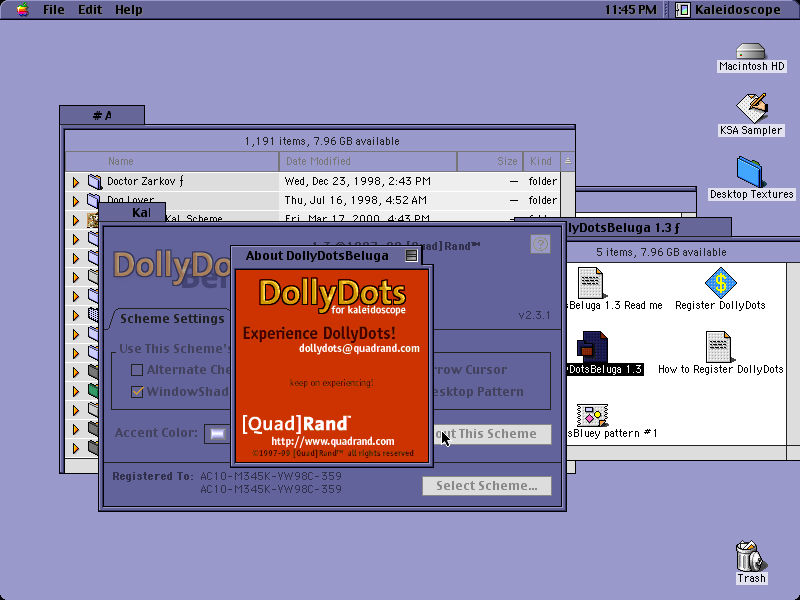 File Edit Help
11:45 PM Kaleidoscope
Macintosh HD
KSA Sampler
Desktop Textures
# A
1,191 items, 7.96 GB available
Name Date Modified Size Kind
Doctor Zarkov ƒ Wed, Dec 23, 1998, 2:43 PM — folder
Dog Lover Thu, Jul 16, 1998, 4:52 AM — folder
Kal Scheme Fri, Mar 17, 2000, 4:43 PM — folder
Kal
1.3 ©1997-99 [Quad]Rand™
DollyDo
v2.3.1
Scheme Settings
Use This Scheme's
Alternate Che
rrow Cursor
WindowShad
esktop Pattern
Accent Color:
out This Scheme
Registered To: AC10-M345K-VW98C-359
AC10-M345K-VW98C-359
Select Scheme...
About DollyDotsBeluga
DollyDots
for kaleidoscope
Experience DollyDots!
dollydots@quadrand.com
keep on experiencing!
[Quad]Rand™
http://www.quadrand.com
©1997-99 [Quad]Rand™ all rights reserved
llyDotsBeluga 1.3 ƒ
5 items, 7.96 GB available
sBeluga 1.3 Read me
Register DollyDots
yDotsBeluga 1.3
How to Register DollyDots
sBluey pattern #1
Trash